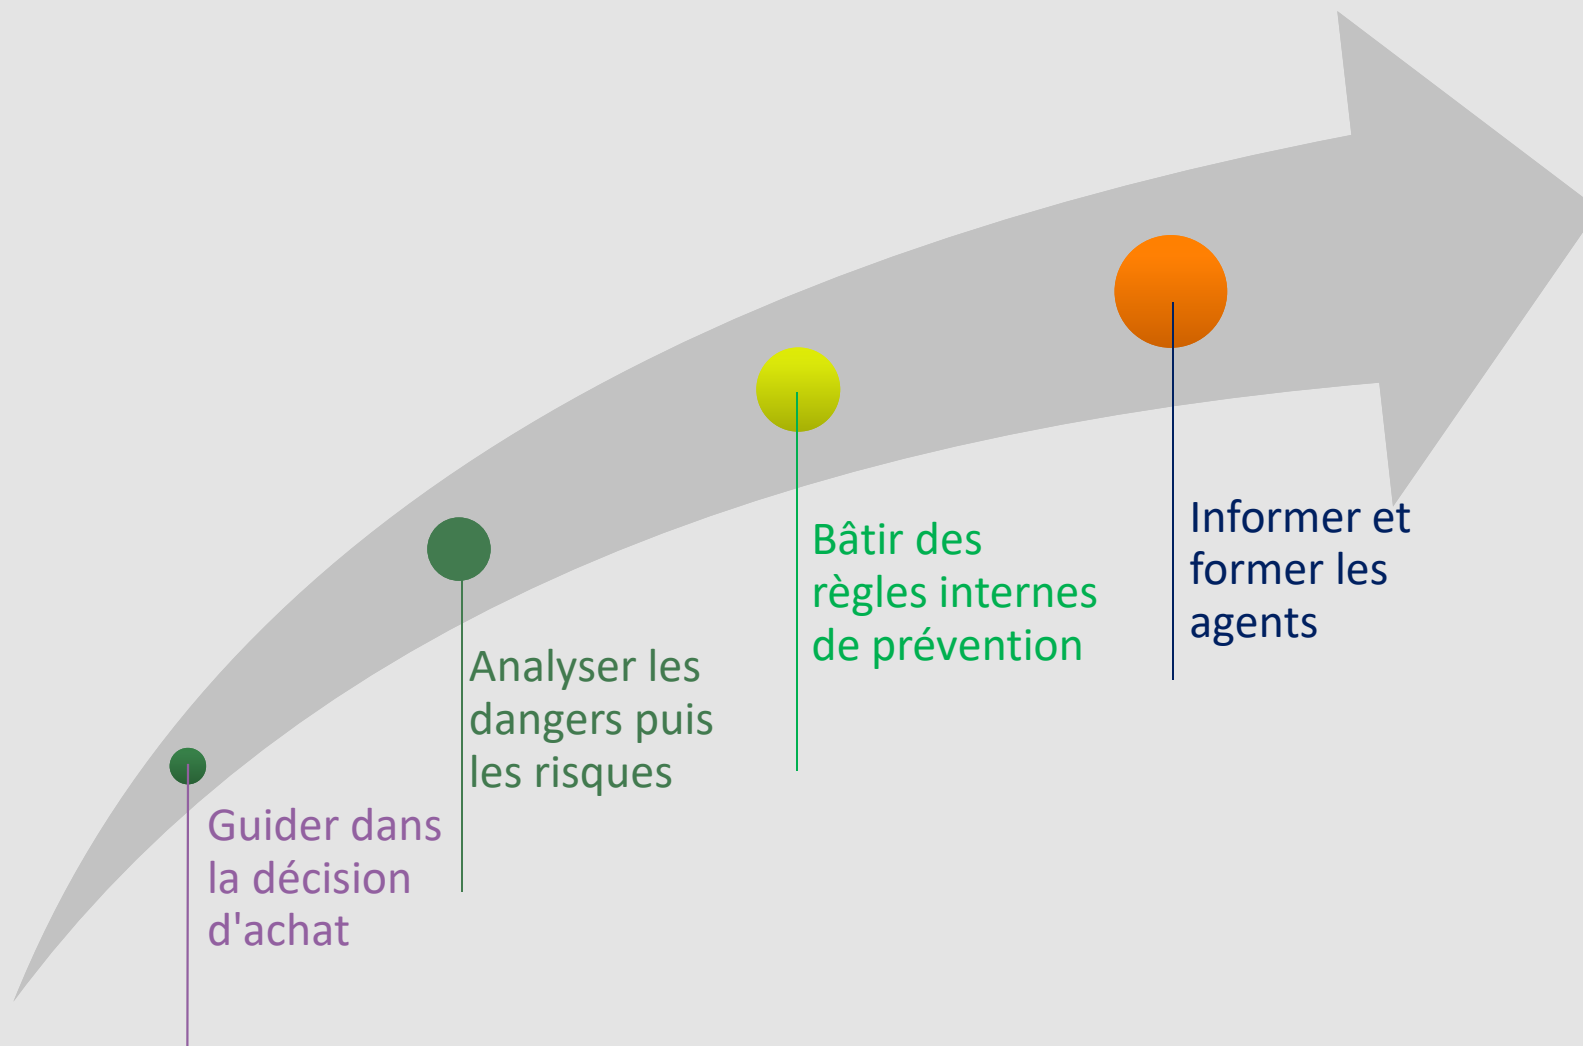 Guider dans
la décision
d'achat
Analyser les
dangers puis
les risques
Bâtir des
règles internes
de prévention
Informer et
former les
agents